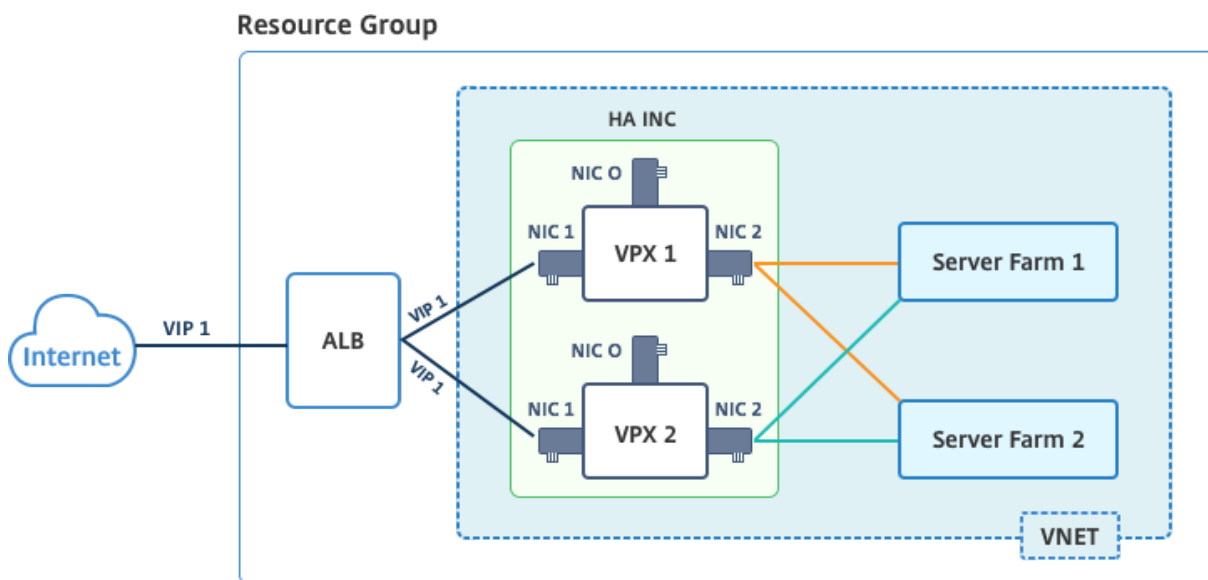 Resource Group
HA INC
NIC O
NIC 1
VPX 1
NIC 2
Server Farm 1
Internet
VIP 1
ALB
VIP 1
VIP 1
NIC O
NIC 1
VPX 2
NIC 2
Server Farm 2
VNET